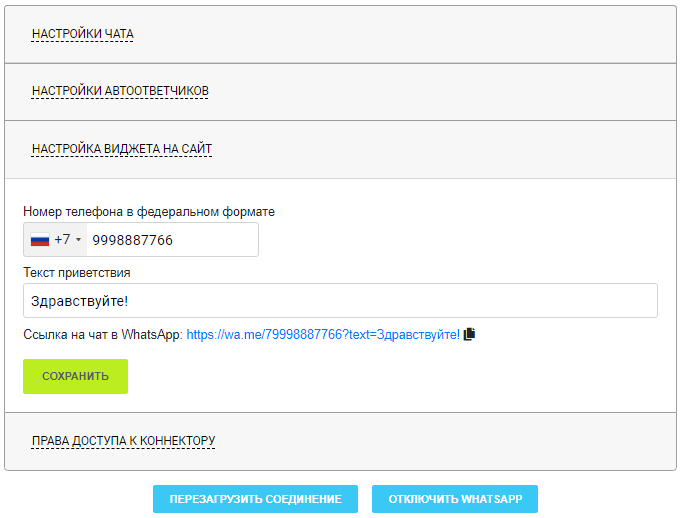 НАСТРОЙКИ ЧАТА
НАСТРОЙКИ АВТООТВЕТЧИКОВ
НАСТРОЙКА ВИДЖЕТА НА САЙТ
Номер телефона в федеральном формате
+7 9998887766
Текст приветствия
Здравствуйте!
Ссылка на чат в WhatsApp: https://wa.me/79998887766?text=Здравствуйте!
СОХРАНИТЬ
ПРАВА ДОСТУПА К КОННЕКТОРУ
ПЕРЕЗАГРУЗИТЬ СОЕДИНЕНИЕ ОТКЛЮЧИТЬ WHATSAPP